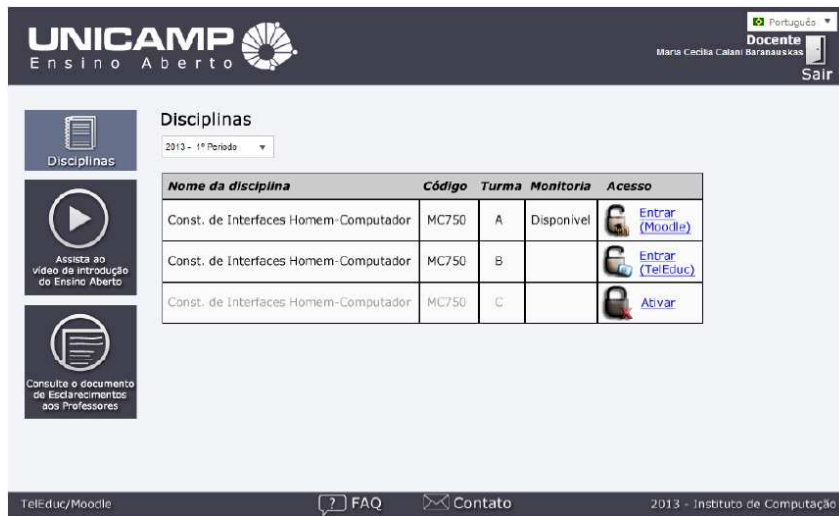 Português
UNICAMP
Ensino Aberto
Docente
Maria Cecilia Calani Baranauskas
Sair
Disciplinas
Disciplinas
2013 - 1º Periodo
Nome da disciplina Código Turma Monitoria Acesso
Const. de Interfaces Homem-Computador MC750 A Disponivel Entrar (Moodle)
Const. de Interfaces Homem-Computador MC750 B Entrar (TelEduc)
Const. de Interfaces Homem-Computador MC750 C Ativar
Assista ao
vídeo de introdução
do Ensino Aberto
Consulte o documento
de Esclarecimentos
aos Professores
TelEduc/Moodle ? FAQ Contato 2013 - Instituto de Computação